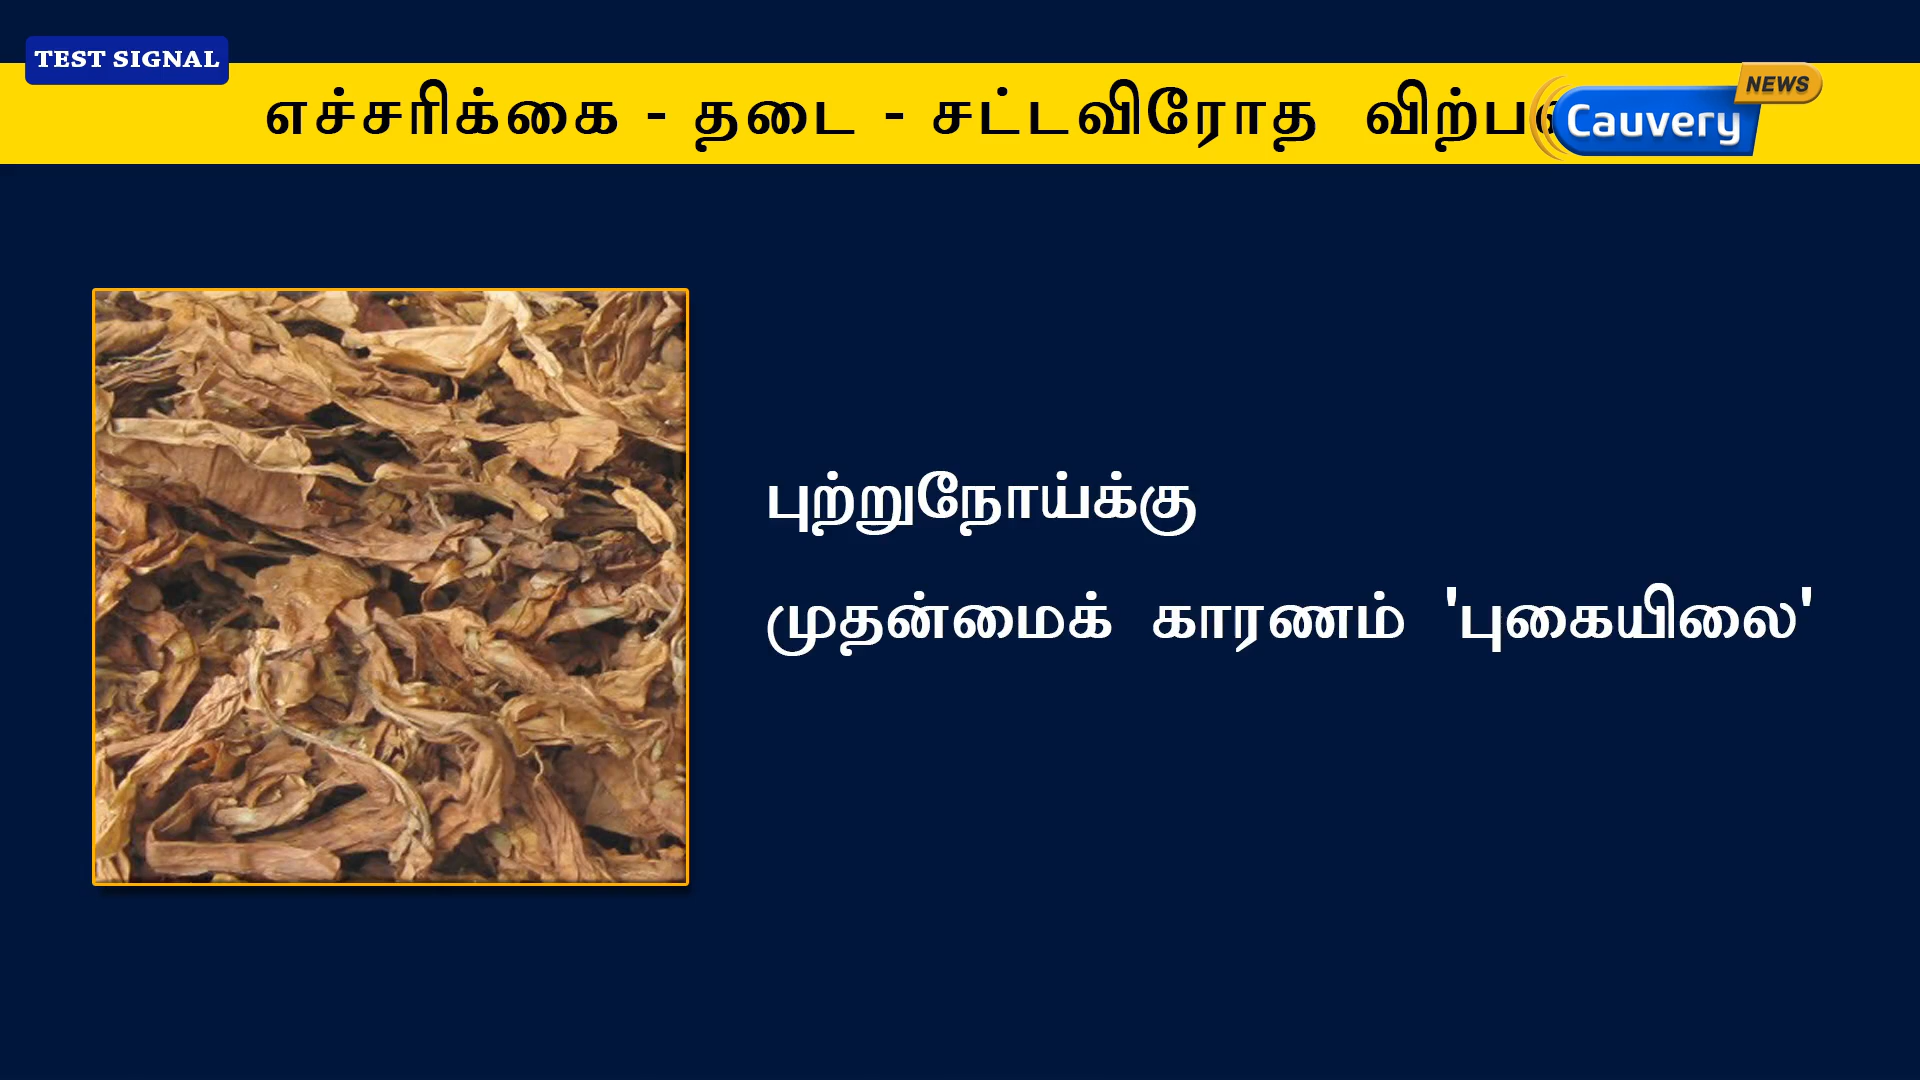 TEST SIGNAL
எச்சரிக்கை - தடை - சட்டவிரோத
NEWS
Cauvery
புற்றுநோய்க்கு
முதன்மைக் காரணம் 'புகையிலை'